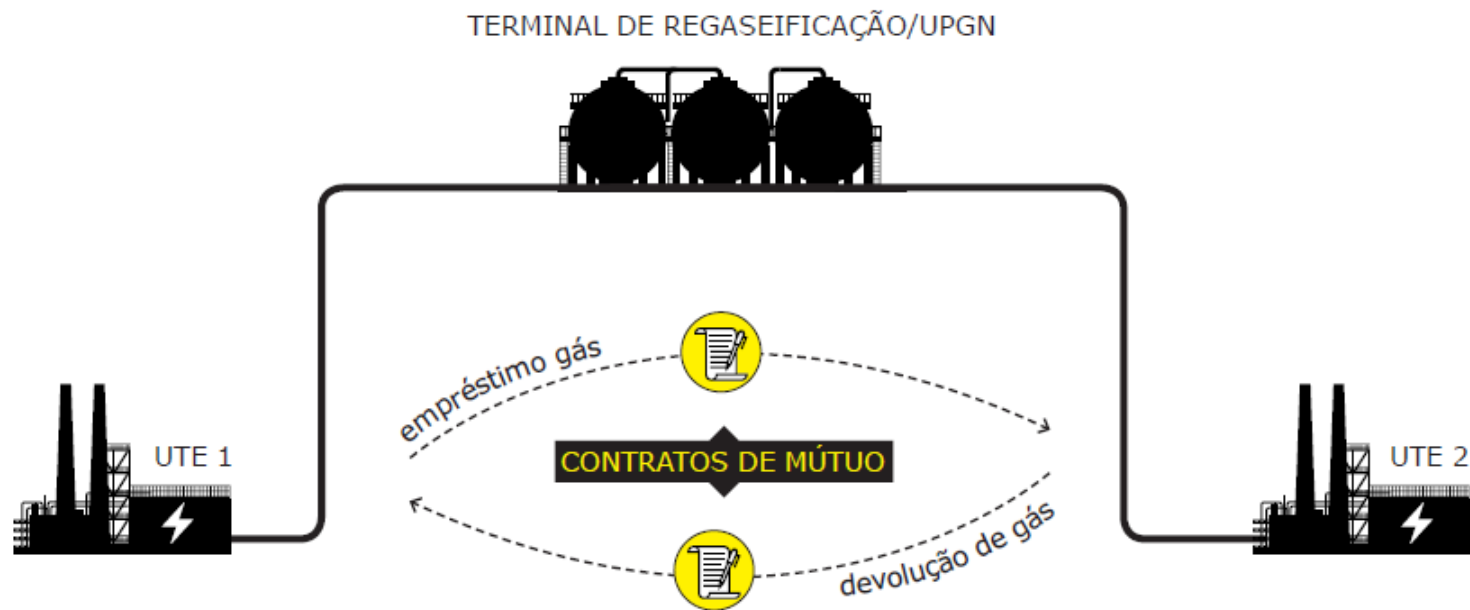 TERMINAL DE REGASEIFICAÇÃO/UPGN
empréstimo gás
UTE 1
CONTRATOS DE MÚTUO
UTE 2
devolução de gás